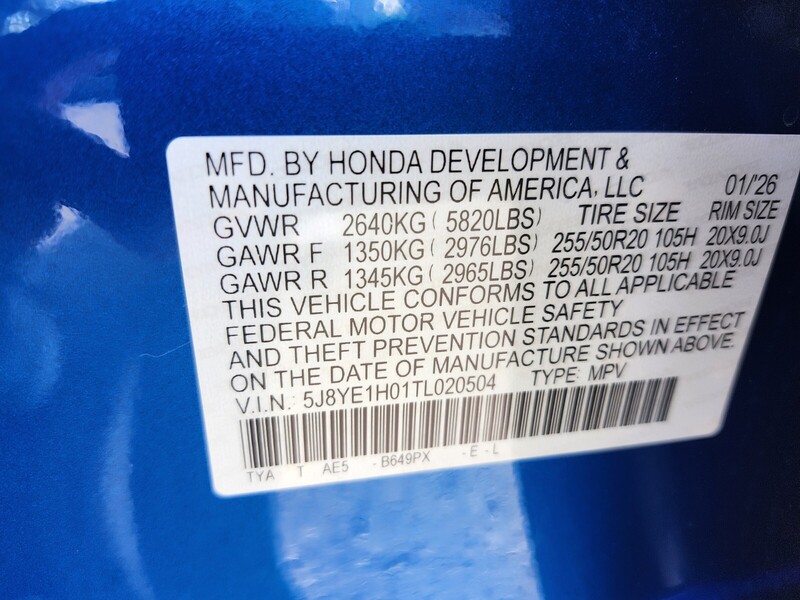 MFD. BY HONDA DEVELOPMENT &
MANUFACTURING OF AMERICA, LLC 01/'26
GVWR 2640KG ( 5820LBS) TIRE SIZE RIM SIZE
GAWR F 1350KG ( 2976LBS) 255/50R20 105H 20X9.0J
GAWR R 1345KG ( 2965LBS) 255/50R20 105H 20X9.0J
THIS VEHICLE CONFORMS TO ALL APPLICABLE
FEDERAL MOTOR VEHICLE SAFETY
AND THEFT PREVENTION STANDARDS IN EFFECT
ON THE DATE OF MANUFACTURE SHOWN ABOVE.
V.I.N.: 5J8YE1H01TL020504 TYPE: MPV
TYA T AE5 -B649PX -E-L